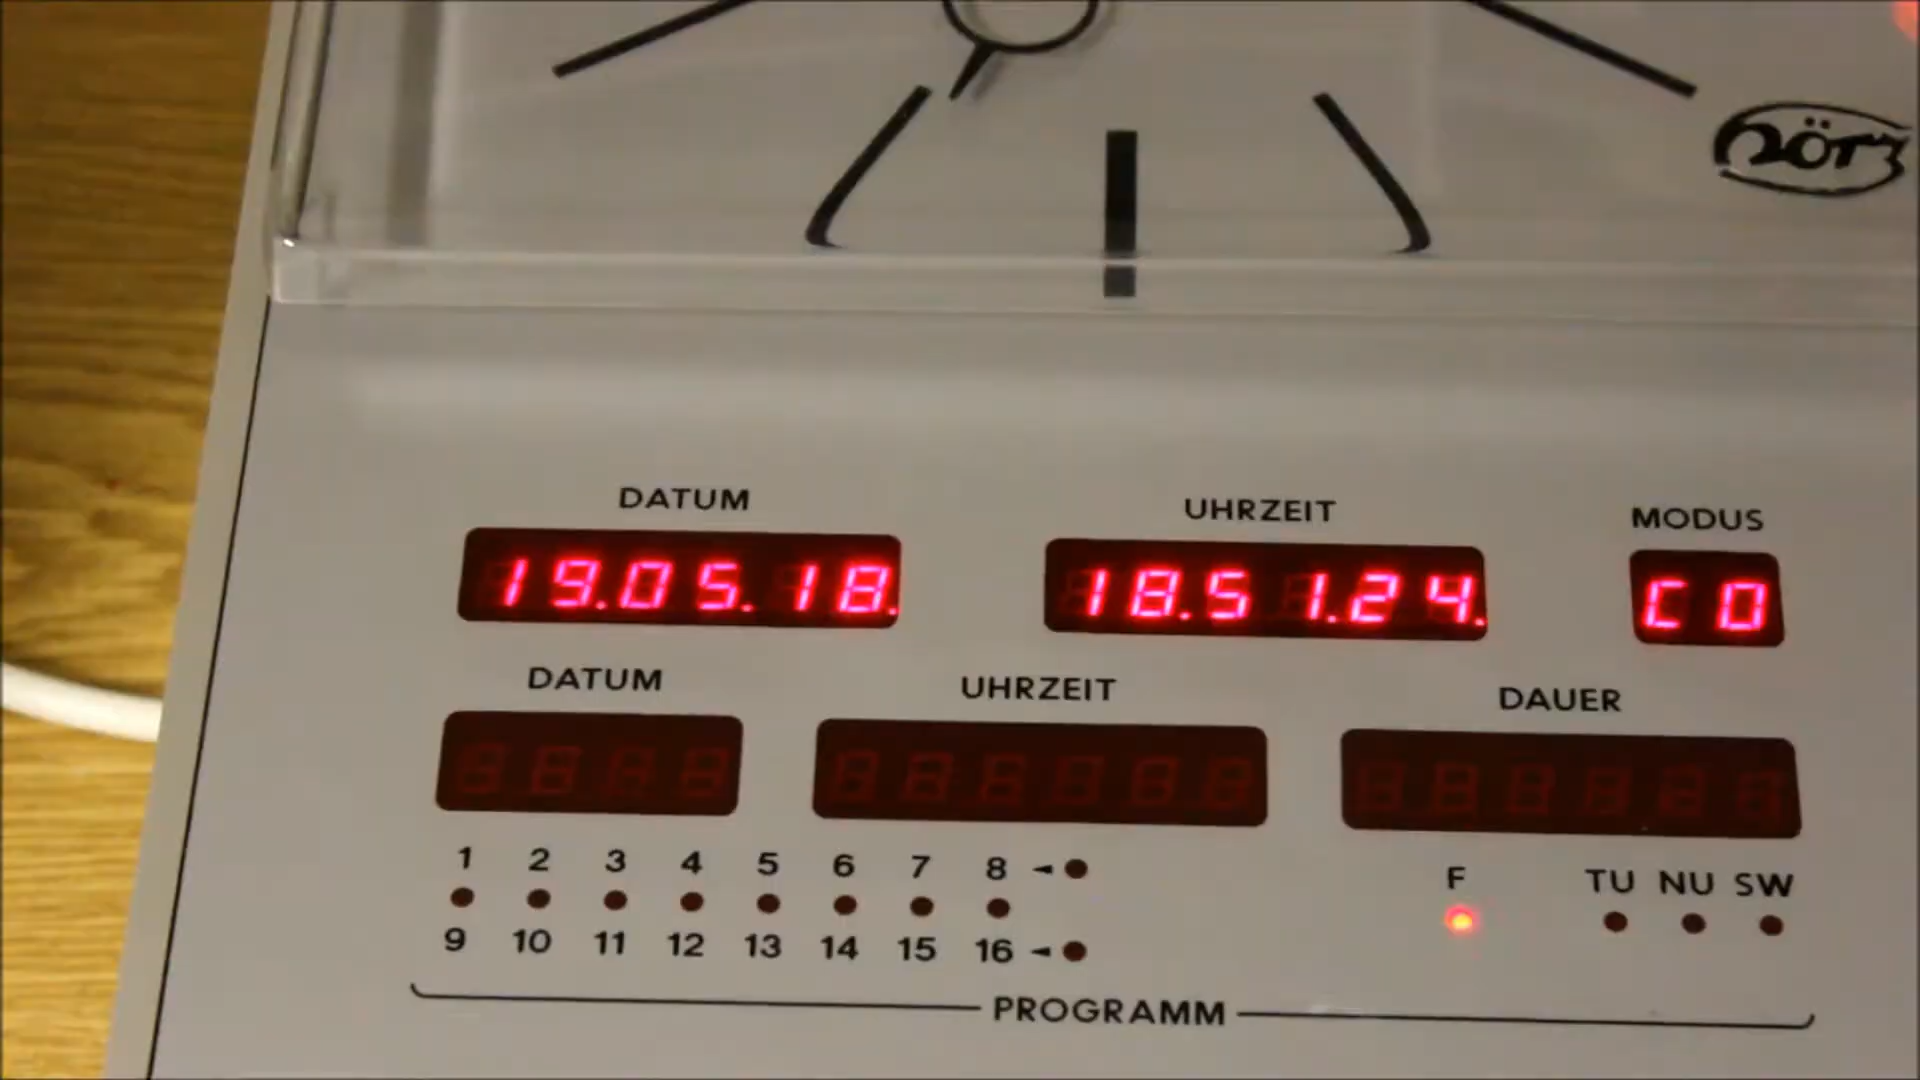 nörz
DATUM UHRZEIT MODUS
19.05.18. 18.51.24. C0
DATUM UHRZEIT DAUER
1 2 3 4 5 6 7 8 ◄ F TU NU SW
9 10 11 12 13 14 15 16 ◄
PROGRAMM